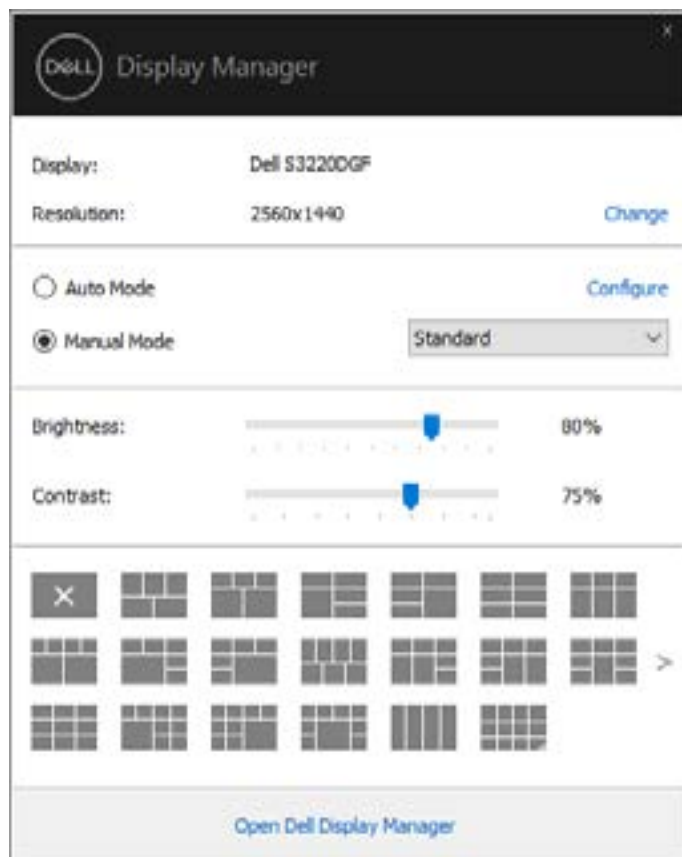 DELL Display Manager
Display: Dell S3220DGF
Resolution: 2560x1440 Change
Auto Mode Configure
Manual Mode Standard
Brightness: 80%
Contrast: 75%
Open Dell Display Manager